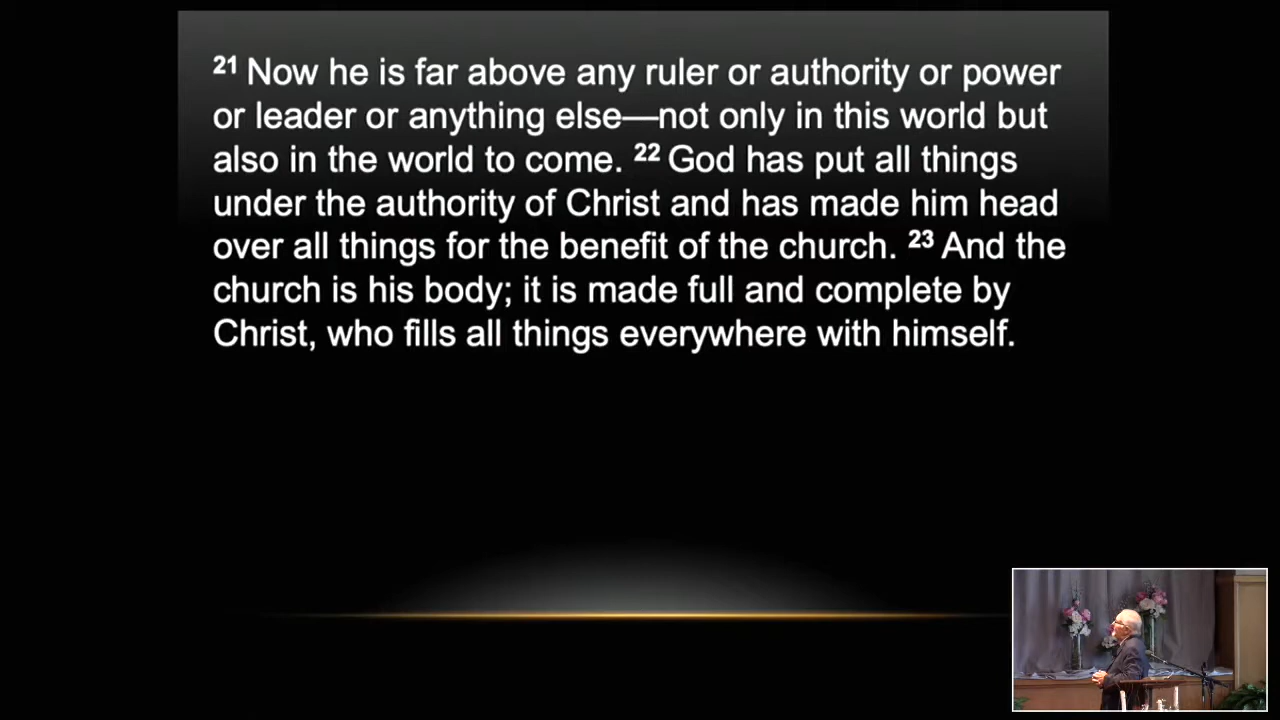 21 Now he is far above any ruler or authority or power
or leader or anything else—not only in this world but
also in the world to come. 22 God has put all things
under the authority of Christ and has made him head
over all things for the benefit of the church. 23 And the
church is his body; it is made full and complete by
Christ, who fills all things everywhere with himself.